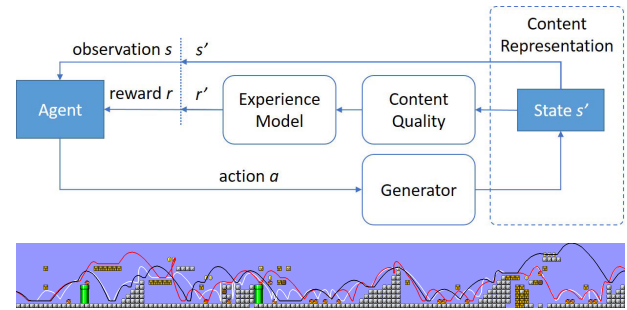 Content
Representation
observation s
s′
Agent
reward r
r′
Experience
Model
Content
Quality
State s′
action a
Generator